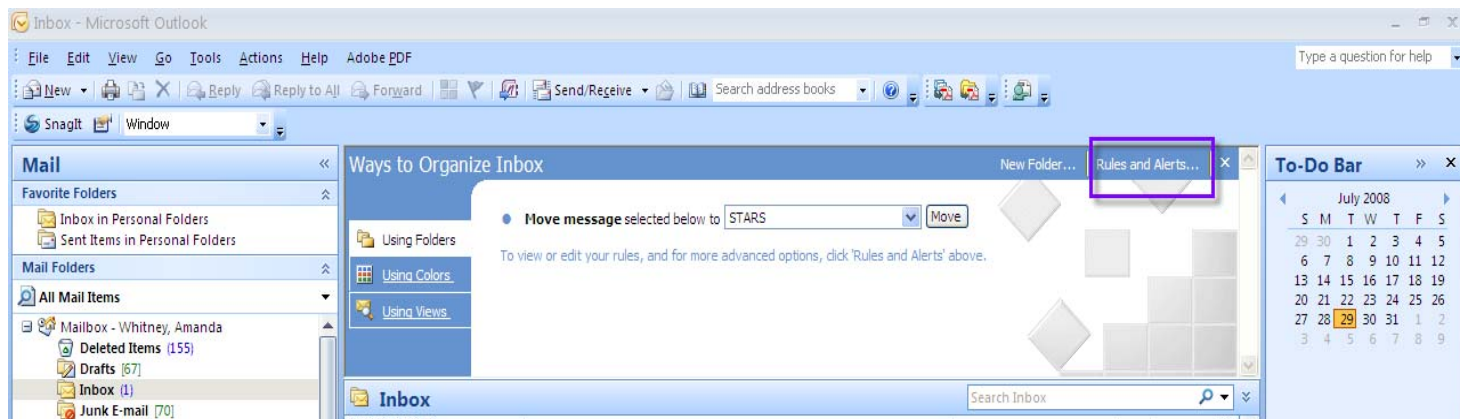 Inbox - Microsoft Outlook
File Edit View Go Tools Actions Help Adobe PDF
Type a question for help
New Reply Reply to All Forward Send/Receive Search address books
SnagIt Window
Mail
Favorite Folders
Inbox in Personal Folders
Sent Items in Personal Folders
Mail Folders
All Mail Items
Mailbox - Whitney, Amanda
Deleted Items (155)
Drafts [67]
Inbox (1)
Junk E-mail [70]
Ways to Organize Inbox
New Folder... Rules and Alerts...
Using Folders
Using Colors
Using Views
Move message selected below to STARS Move
To view or edit your rules, and for more advanced options, click 'Rules and Alerts' above.
Inbox
Search Inbox
To-Do Bar
July 2008
S M T W T F S
29 30 1 2 3 4 5
6 7 8 9 10 11 12
13 14 15 16 17 18 19
20 21 22 23 24 25 26
27 28 29 30 31 1 2
3 4 5 6 7 8 9